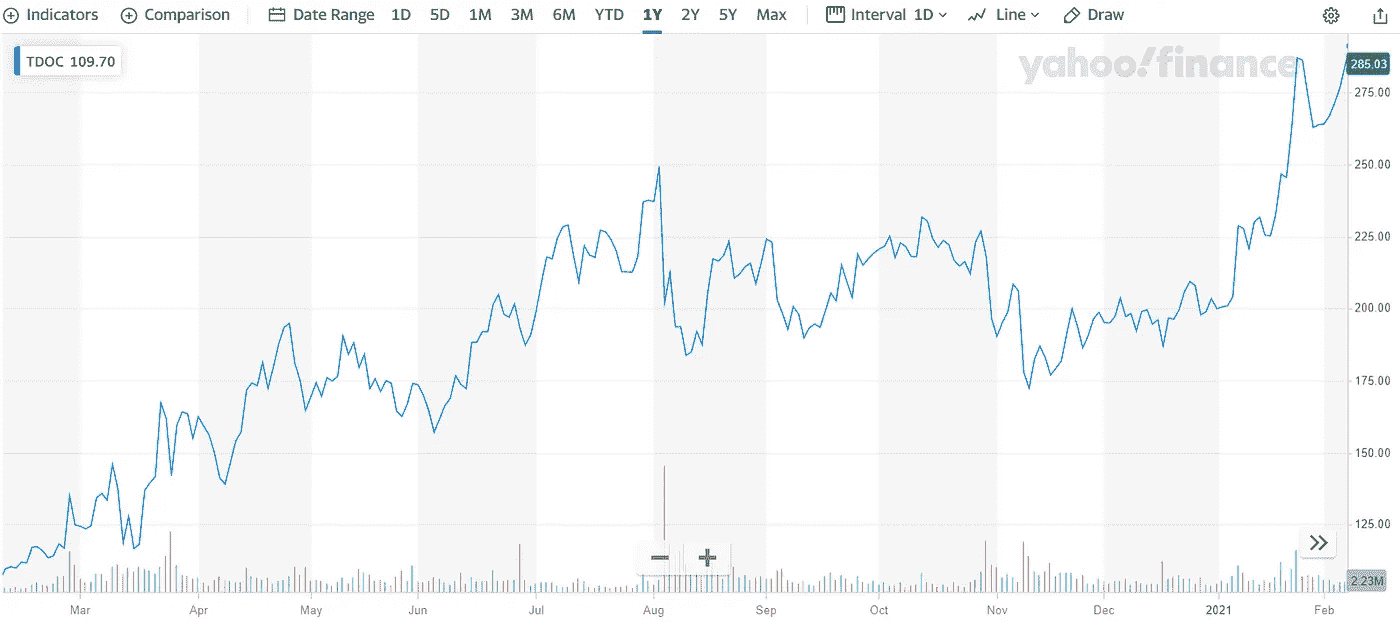 Indicators Comparison Date Range 1D 5D 1M 3M 6M YTD 1Y 2Y 5Y Max Interval 1D Line Draw
TDOC 109.70
yahoo!finance
285.03
275.00
250.00
225.00
200.00
175.00
150.00
125.00
2.23M
Mar Apr May Jun Jul Aug Sep Oct Nov Dec 2021 Feb